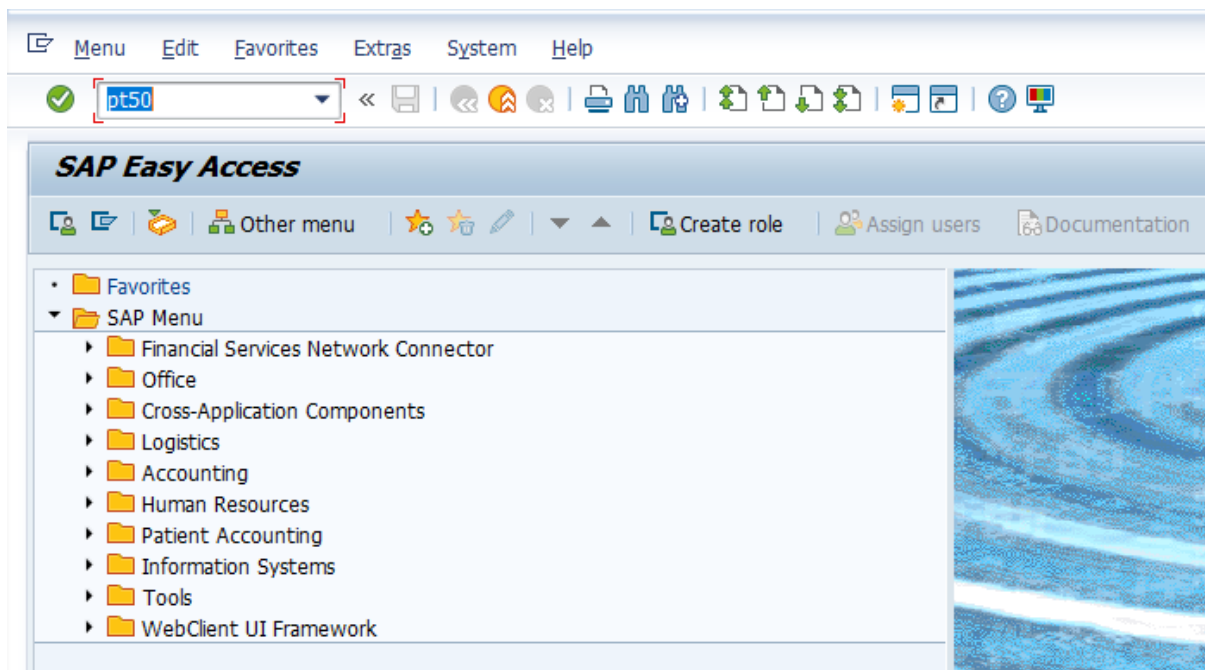 Menu Edit Favorites Extras System Help
pt50
SAP Easy Access
Other menu Create role Assign users Documentation
Favorites
SAP Menu
Financial Services Network Connector
Office
Cross-Application Components
Logistics
Accounting
Human Resources
Patient Accounting
Information Systems
Tools
WebClient UI Framework